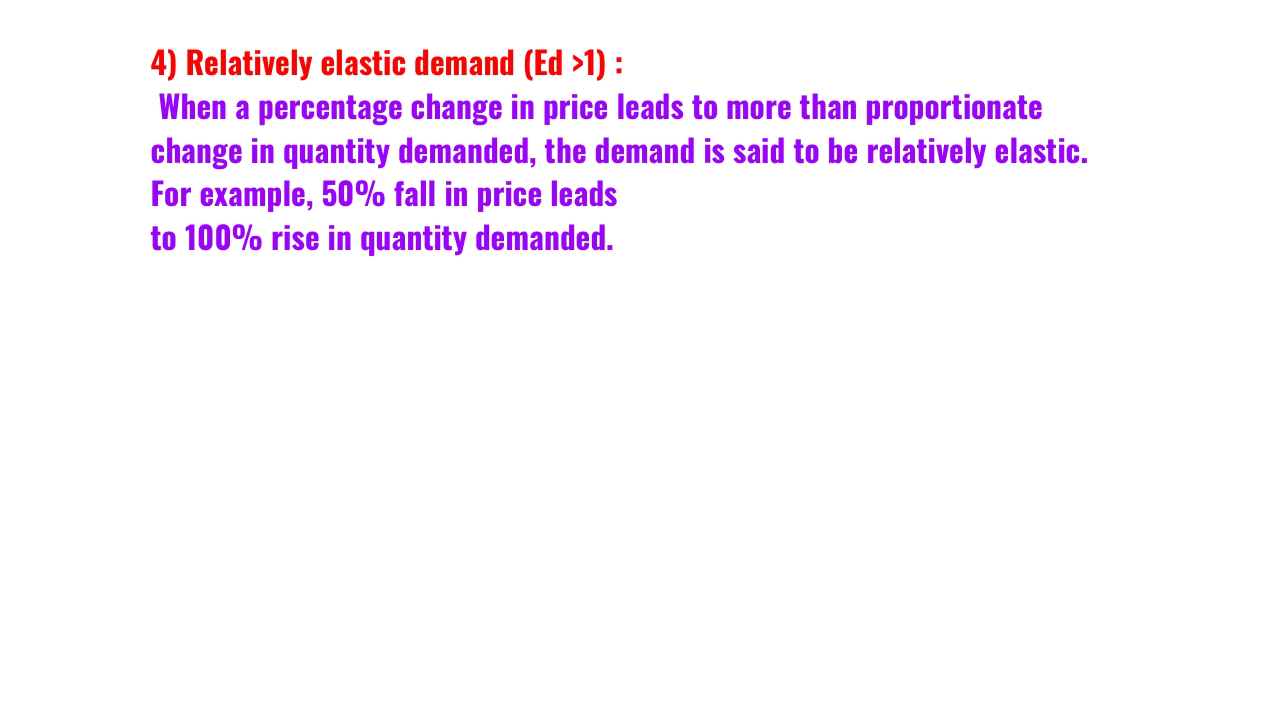 4) Relatively elastic demand (Ed >1) :
When a percentage change in price leads to more than proportionate
change in quantity demanded, the demand is said to be relatively elastic.
For example, 50% fall in price leads
to 100% rise in quantity demanded.